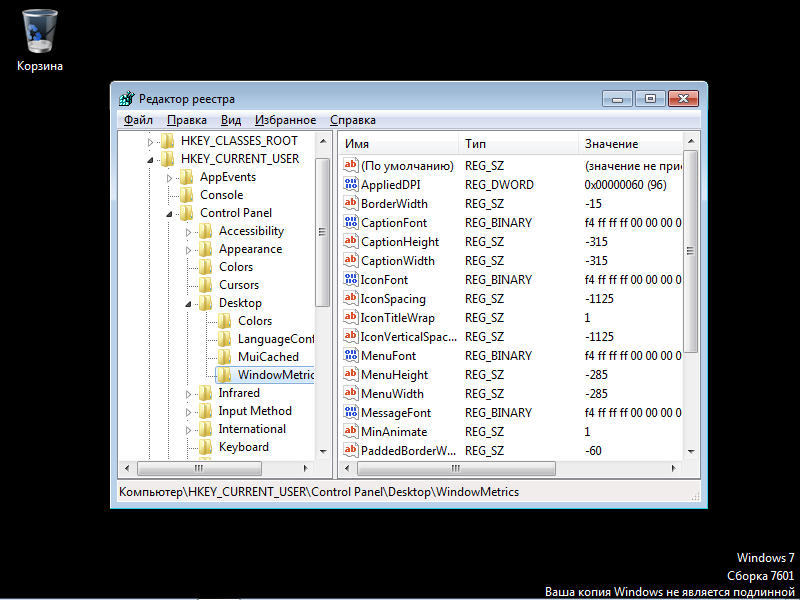 Корзина
Редактор реестра
Файл Правка Вид Избранное Справка
HKEY_CLASSES_ROOT
HKEY_CURRENT_USER
AppEvents
Console
Control Panel
Accessibility
Appearance
Colors
Cursors
Desktop
Colors
LanguageConf
MuiCached
WindowMetric
Infrared
Input Method
International
Keyboard
Имя Тип Значение
(По умолчанию) REG_SZ (значение не прис
AppliedDPI REG_DWORD 0x00000060 (96)
BorderWidth REG_SZ -15
CaptionFont REG_BINARY f4 ff ff ff 00 00 00 0
CaptionHeight REG_SZ -315
CaptionWidth REG_SZ -315
IconFont REG_BINARY f4 ff ff ff 00 00 00 0
IconSpacing REG_SZ -1125
IconTitleWrap REG_SZ 1
IconVerticalSpac... REG_SZ -1125
MenuFont REG_BINARY f4 ff ff ff 00 00 00 0
MenuHeight REG_SZ -285
MenuWidth REG_SZ -285
MessageFont REG_BINARY f4 ff ff ff 00 00 00 0
MinAnimate REG_SZ 1
PaddedBorderW... REG_SZ -60
Компьютер\HKEY_CURRENT_USER\Control Panel\Desktop\WindowMetrics
Windows 7
Сборка 7601
Ваша копия Windows не является подлинной